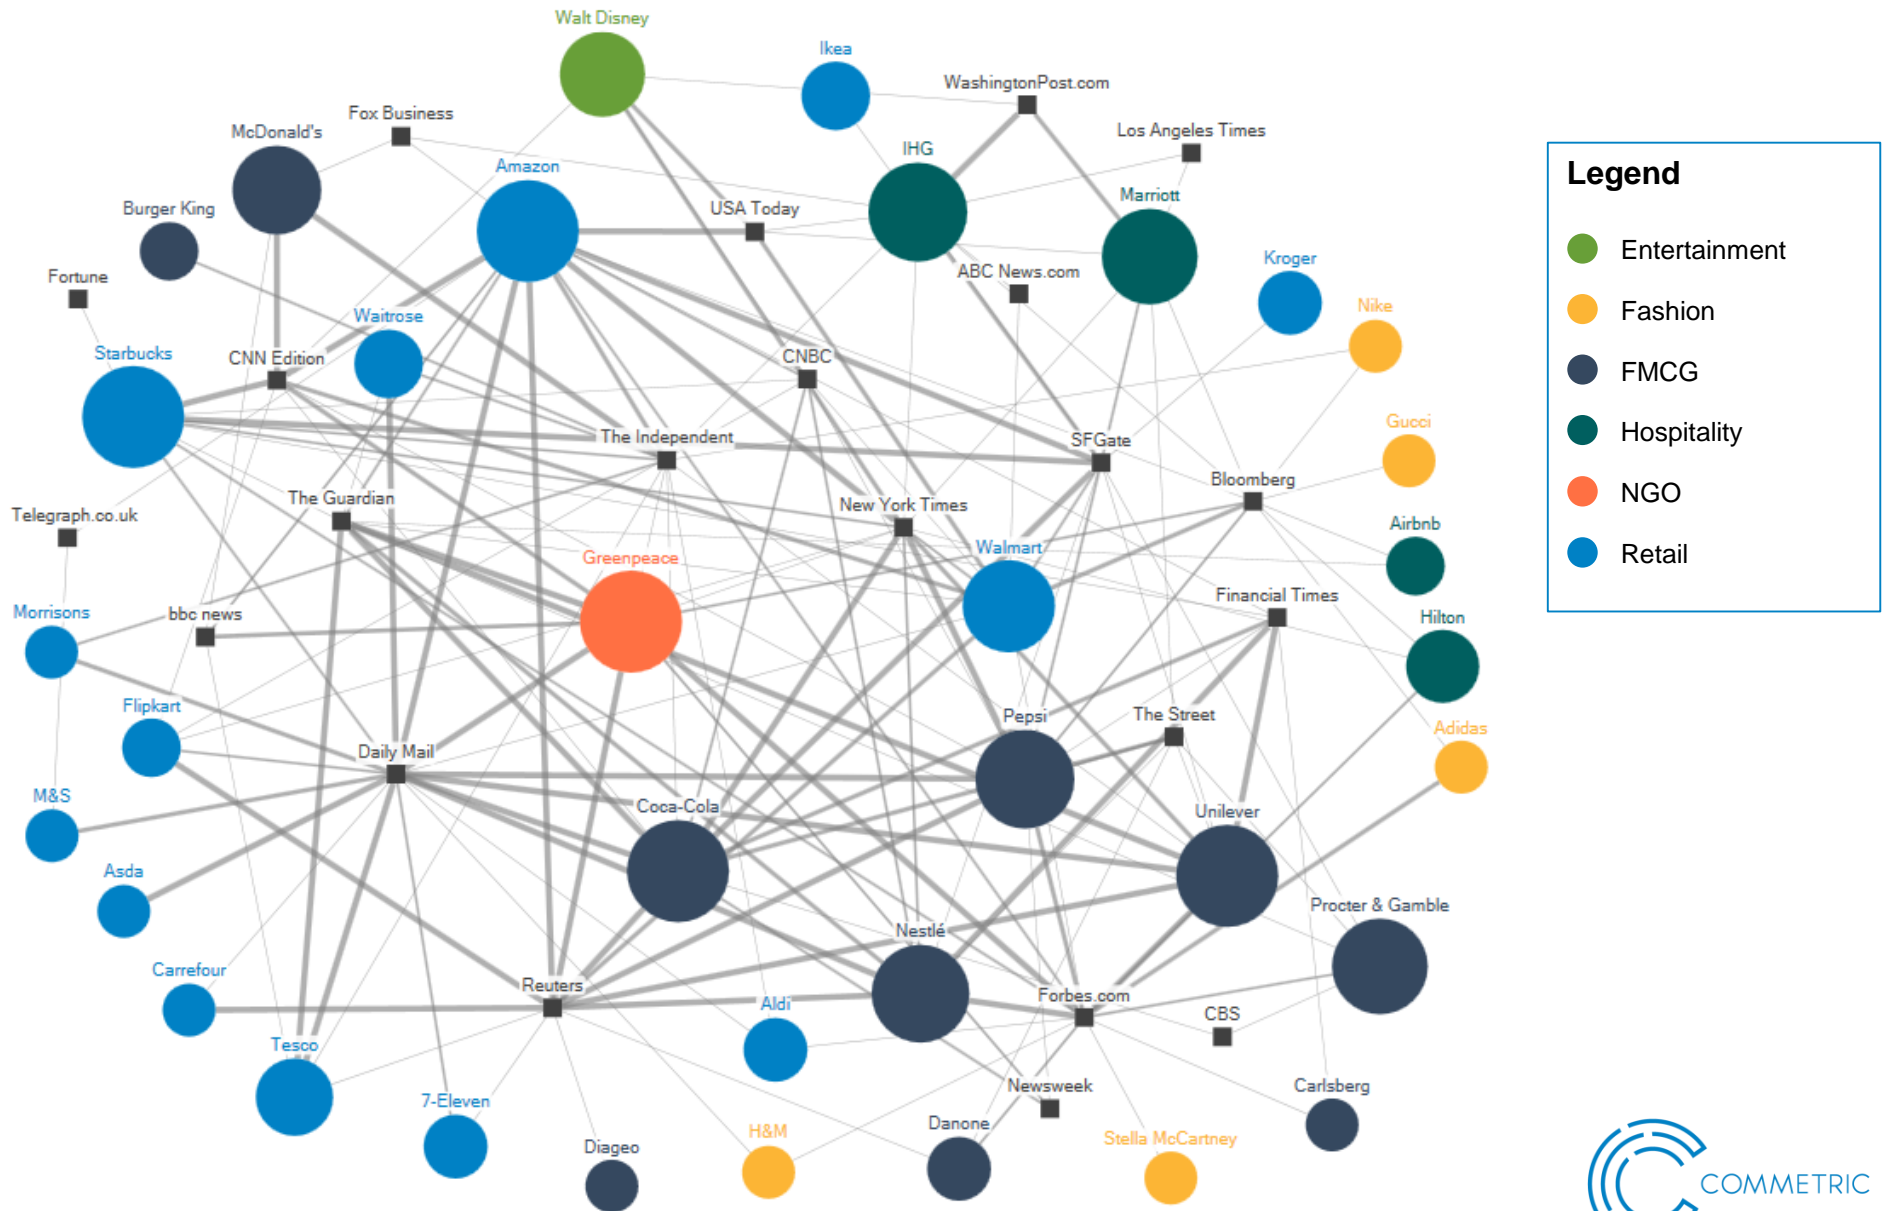 Walt Disney
Ikea
WashingtonPost.com
Fox Business
McDonald's
Los Angeles Times
IHG
Amazon
Marriott
Burger King
USA Today
Fortune
ABC News.com
Kroger
Nike
Waitrose
Starbucks
CNN Edition
CNBC
The Independent
SFGate
Gucci
Bloomberg
The Guardian
New York Times
Telegraph.co.uk
Airbnb
Greenpeace
Walmart
Financial Times
Morrisons
bbc news
Hilton
Flipkart
Pepsi
The Street
Adidas
Daily Mail
M&S
Coca-Cola
Unilever
Asda
Procter & Gamble
Nestlé
Carrefour
Reuters
Aldi
Forbes.com
CBS
Tesco
Newsweek
Carlsberg
7-Eleven
Danone
H&M
Stella McCartney
Diageo
Legend
Entertainment
Fashion
FMCG
Hospitality
NGO
Retail
COMMETRIC